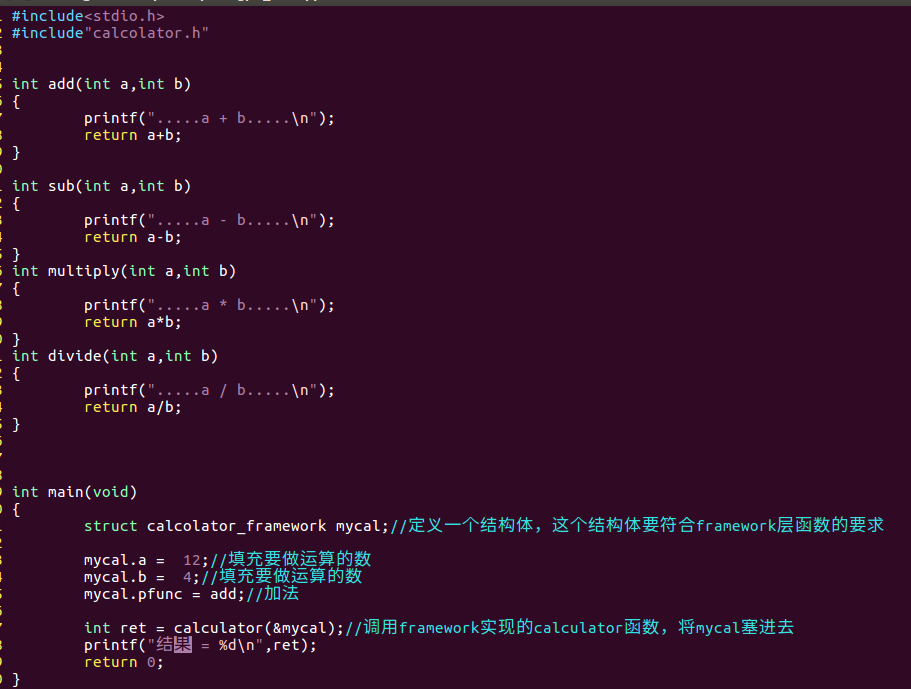 #include<stdio.h>
#include"calcolator.h"
int add(int a,int b)
{
printf(".....a + b.....\n");
return a+b;
}
int sub(int a,int b)
{
printf(".....a - b.....\n");
return a-b;
}
int multiply(int a,int b)
{
printf(".....a * b.....\n");
return a*b;
}
int divide(int a,int b)
{
printf(".....a / b.....\n");
return a/b;
}
int main(void)
{
struct calcolator_framework mycal;//定义一个结构体，这个结构体要符合framework层函数的要求
mycal.a =  12;//填充要做运算的数
mycal.b =  4;//填充要做运算的数
mycal.pfunc = add;//加法
int ret = calculator(&mycal);//调用framework实现的calculator函数，将mycal塞进去
printf("结果 = %d\n",ret);
return 0;
}